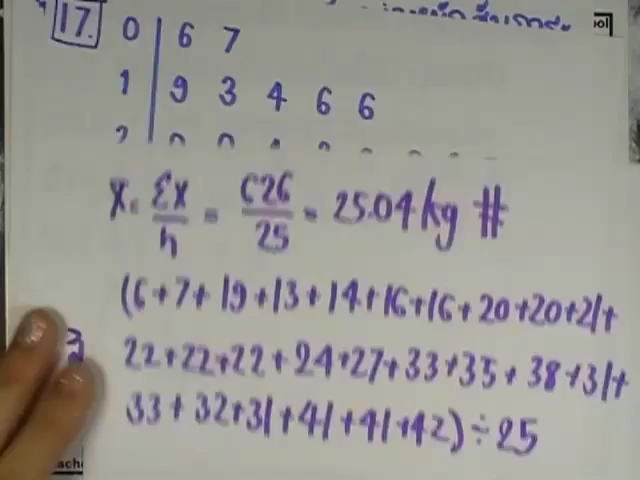 17. 0 | 6 7
1 | 9 3 4 6 6
X = Σx/n = 626/25 = 25.04 kg #
(6+7+19+13+14+16+16+20+20+21+
22+22+22+24+27+33+35+38+31+
33+32+31+41+41+42) ÷ 25